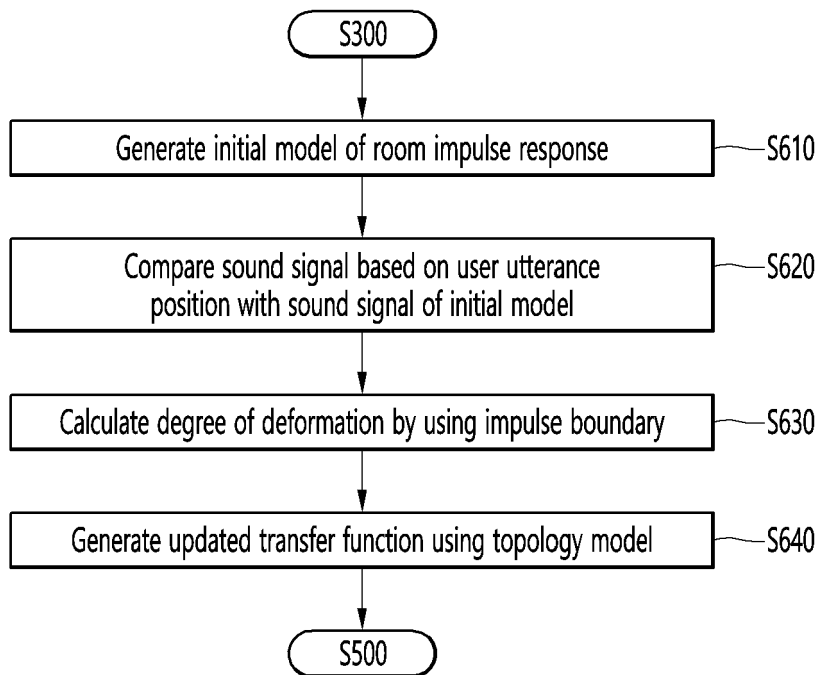 S300
Generate initial model of room impulse response
S610
Compare sound signal based on user utterance
position with sound signal of initial model
S620
Calculate degree of deformation by using impulse boundary
S630
Generate updated transfer function using topology model
S640
S500